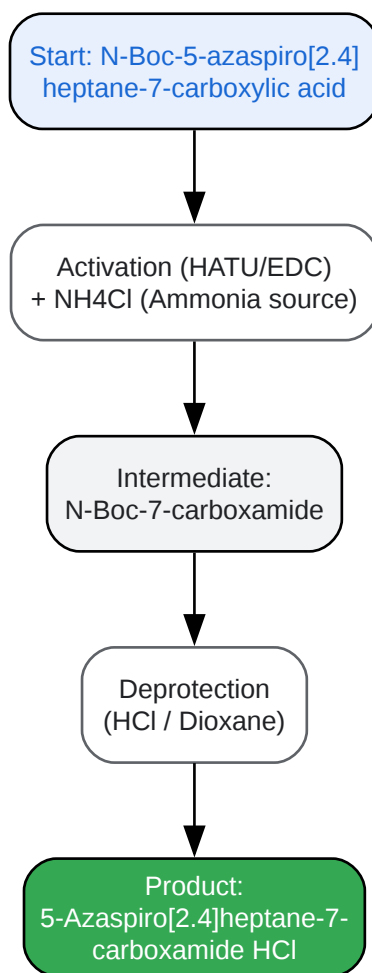 Start: N-Boc-5-azaspiro[2.4]
heptane-7-carboxylic acid
Activation (HATU/EDC)
+ NH4Cl (Ammonia source)
Intermediate:
N-Boc-7-carboxamide
Deprotection
(HCl / Dioxane)
Product:
5-Azaspiro[2.4]heptane-7-
carboxamide HCl